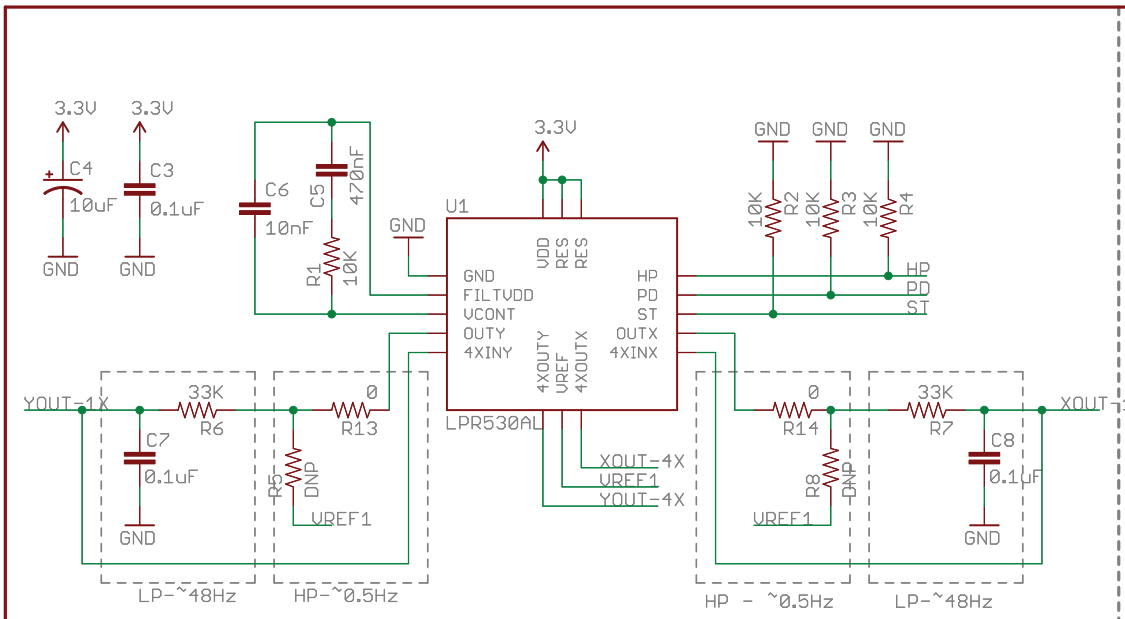 3.3V
3.3V
3.3V
GND
GND
GND
C4
10uF
C3
0.1uF
GND
GND
C6
10nF
C5
470nF
R1
10K
GND
U1
VDD
RES
RES
GND
FILTVDD
VCONT
OUTY
4XINY
HP
PD
ST
OUTX
4XINX
4XOUTY
VREF
4XOUTX
LPR530AL
10K
R2
10K
R3
10K
R4
HP
PD
ST
YOUT-1X
33K
R6
C7
0.1uF
GND
0
R13
R5
DNP
VREF1
LP-~48Hz
HP-~0.5Hz
XOUT-4X
VREF1
YOUT-4X
0
R14
R8
DNP
VREF1
33K
R7
C8
0.1uF
GND
XOUT-1
HP - ~0.5Hz
LP-~48Hz